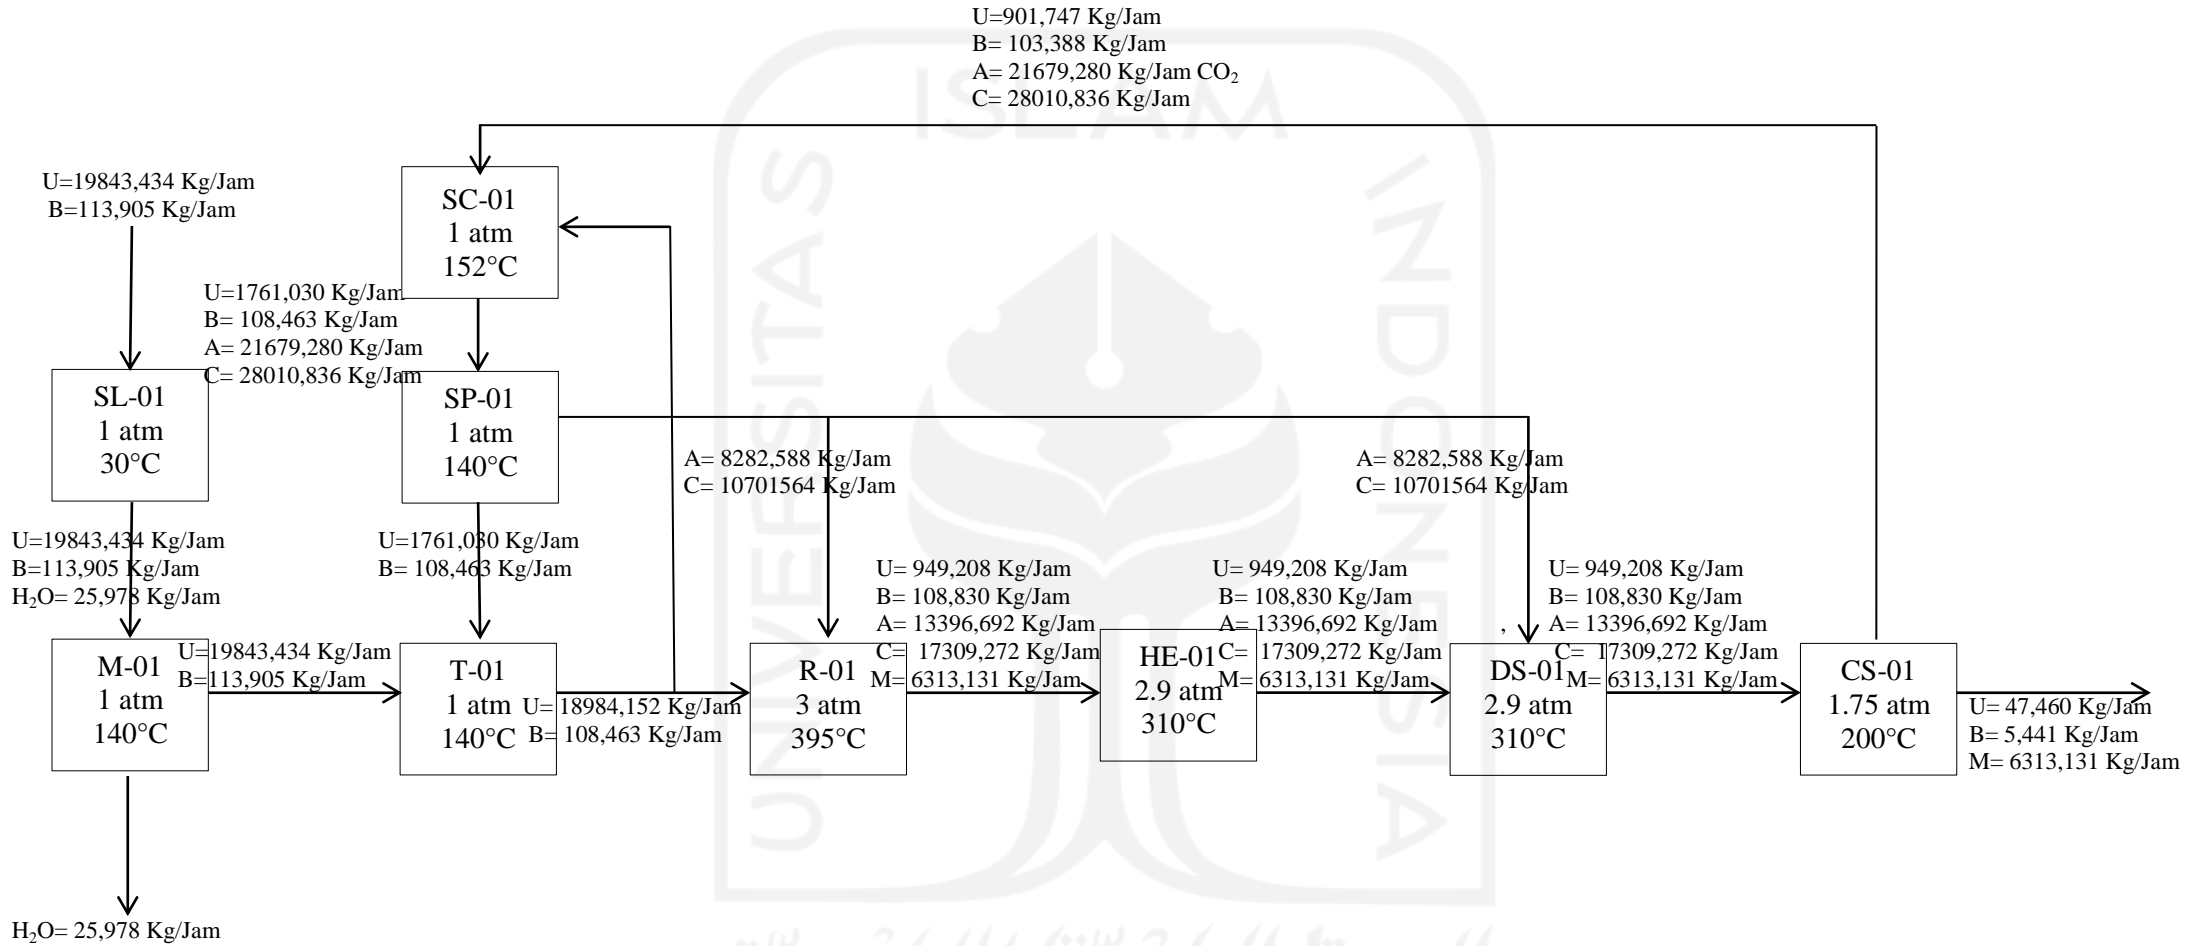 U=901,747 Kg/Jam
B= 103,388 Kg/Jam
A= 21679,280 Kg/Jam CO₂
C= 28010,836 Kg/Jam
ISLAM
UNIVERSITAS
INDONESIA
U=19843,434 Kg/Jam
B=113,905 Kg/Jam
SC-01
1 atm
152°C
U=1761,030 Kg/Jam
B= 108,463 Kg/Jam
A= 21679,280 Kg/Jam
C= 28010,836 Kg/Jam
SL-01
1 atm
30°C
SP-01
1 atm
140°C
A= 8282,588 Kg/Jam
C= 10701564 Kg/Jam
A= 8282,588 Kg/Jam
C= 10701564 Kg/Jam
U=19843,434 Kg/Jam
B=113,905 Kg/Jam
H₂O= 25,978 Kg/Jam
U=1761,030 Kg/Jam
B= 108,463 Kg/Jam
U= 949,208 Kg/Jam
B= 108,830 Kg/Jam
A= 13396,692 Kg/Jam
C= 17309,272 Kg/Jam
M= 6313,131 Kg/Jam
U= 949,208 Kg/Jam
B= 108,830 Kg/Jam
A= 13396,692 Kg/Jam
C= 17309,272 Kg/Jam
M= 6313,131 Kg/Jam
,
U= 949,208 Kg/Jam
B= 108,830 Kg/Jam
A= 13396,692 Kg/Jam
C= 17309,272 Kg/Jam
M= 6313,131 Kg/Jam
M-01
1 atm
140°C
U=19843,434 Kg/Jam
B=113,905 Kg/Jam
T-01
1 atm
140°C
U= 18984,152 Kg/Jam
B= 108,463 Kg/Jam
R-01
3 atm
395°C
HE-01
2.9 atm
310°C
DS-01
2.9 atm
310°C
CS-01
1.75 atm
200°C
U= 47,460 Kg/Jam
B= 5,441 Kg/Jam
M= 6313,131 Kg/Jam
H₂O= 25,978 Kg/Jam